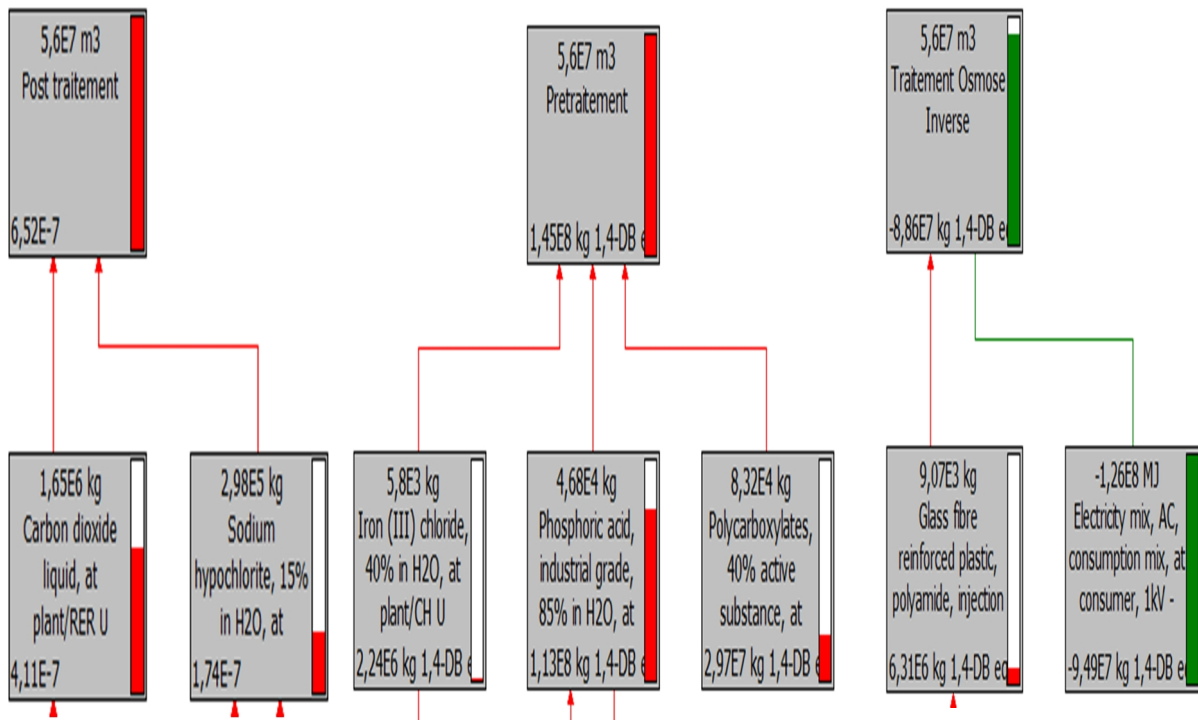 5,6E7 m3
Post traitement
6,52E-7
5,6E7 m3
Pretraitement
1,45E8 kg 1,4-DB e
5,6E7 m3
Traitement Osmose
Inverse
-8,86E7 kg 1,4-DB e
1,65E6 kg
Carbon dioxide
liquid, at
plant/RER U
4,11E-7
2,98E5 kg
Sodium
hypochlorite, 15%
in H2O, at
1,74E-7
5,8E3 kg
Iron (III) chloride,
40% in H2O, at
plant/CH U
2,24E6 kg 1,4-DB e
4,68E4 kg
Phosphoric acid,
industrial grade,
85% in H2O, at
1,13E8 kg 1,4-DB e
8,32E4 kg
Polycarboxylates,
40% active
substance, at
2,97E7 kg 1,4-DB e
9,07E3 kg
Glass fibre
reinforced plastic,
polyamide, injection
6,31E6 kg 1,4-DB eq
-1,26E8 MJ
Electricity mix, AC,
consumption mix, at
consumer, 1kV -
-9,49E7 kg 1,4-DB eq